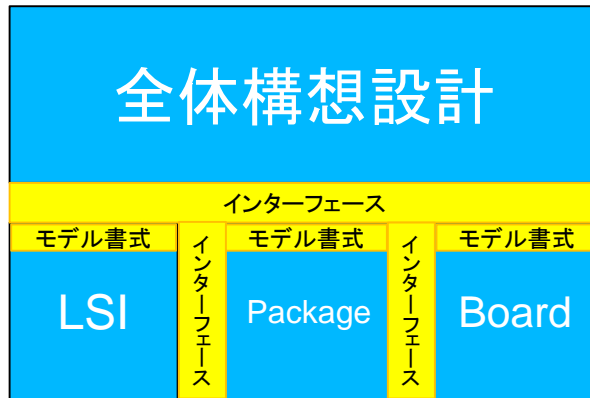 全体構想設計
インターフェース
モデル書式
インターフェース
モデル書式
インターフェース
モデル書式
LSI
Package
Board